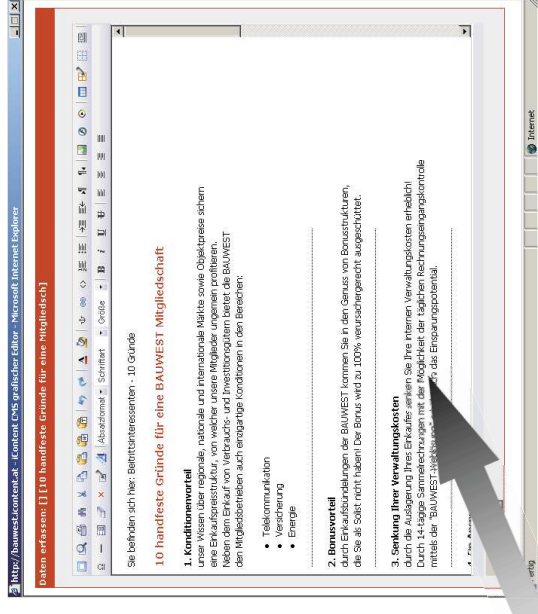 http://bauwest.icontent.at - iContent CMS grafischer Editor - Microsoft Internet Explorer
Daten erfassen: [] [10 handfeste Gründe für eine Mitgliedsch]
Absatzformat Schriftart Größe B i U
Sie befinden sich hier: Beitrittsinteressenten - 10 Gründe
10 handfeste Gründe für eine BAUWEST Mitgliedschaft
1. Konditionenvorteil
unser Wissen über regionale, nationale und internationale Märkte sowie Objektpreise sichern
eine Einkaufspreisstruktur, von welcher unsere Mitglieder ungemein profitieren.
Neben dem Einkauf von Verbrauchs- und Investitionsgütern bietet die BAUWEST
den Mitgliedsbetrieben auch einzigartige Konditionen in den Bereichen:
• Telekommunikation
• Versicherung
• Energie
2. Bonusvorteil
durch Einkaufsbündelungen der BAUWEST kommen Sie in den Genuss von Bonusstrukturen,
die Sie als Solist nicht haben! Der Bonus wird zu 100% verursachergerecht ausgeschüttet.
3. Senkung Ihrer Verwaltungskosten
durch die Auslagerung Ihres Einkaufes senken Sie Ihre internen Verwaltungskosten erheblich!
Durch 14-tägige Sammelrechnungen mit der Möglichkeit der täglichen Rechnungseingangskontrolle
mittels der "BAUWEST- das Einsparungspotential.
Internet